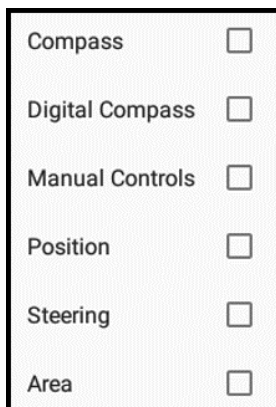 Compass
Digital Compass
Manual Controls
Position
Steering
Area